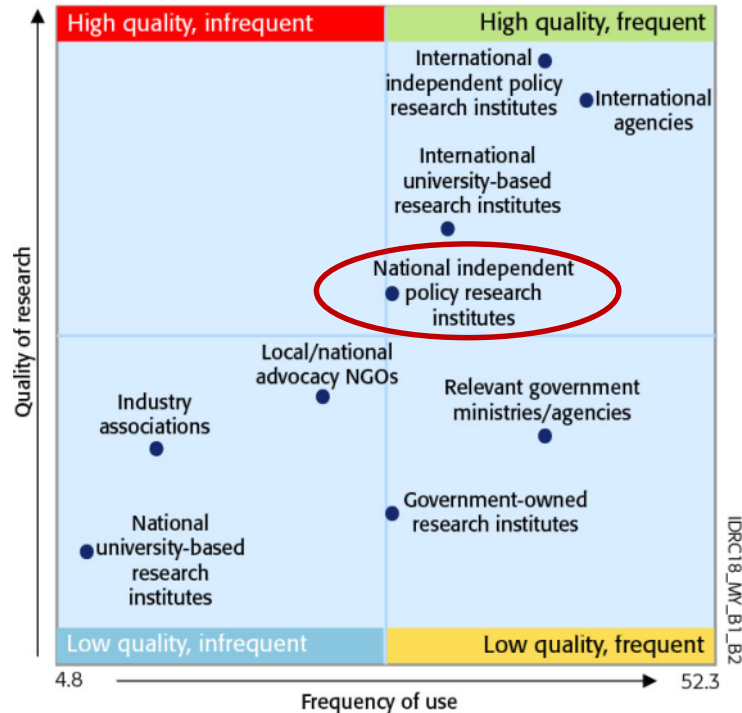 High quality, infrequent
High quality, frequent
International
independent policy
research institutes
International
agencies
International
university-based
research institutes
National independent
policy research
institutes
Local/national
advocacy NGOs
Relevant government
ministries/agencies
Industry
associations
Government-owned
research institutes
National
university-based
research
institutes
Low quality, infrequent
Low quality, frequent
Quality of research
4.8
52.3
Frequency of use
IDRC18_MY_B1_B2